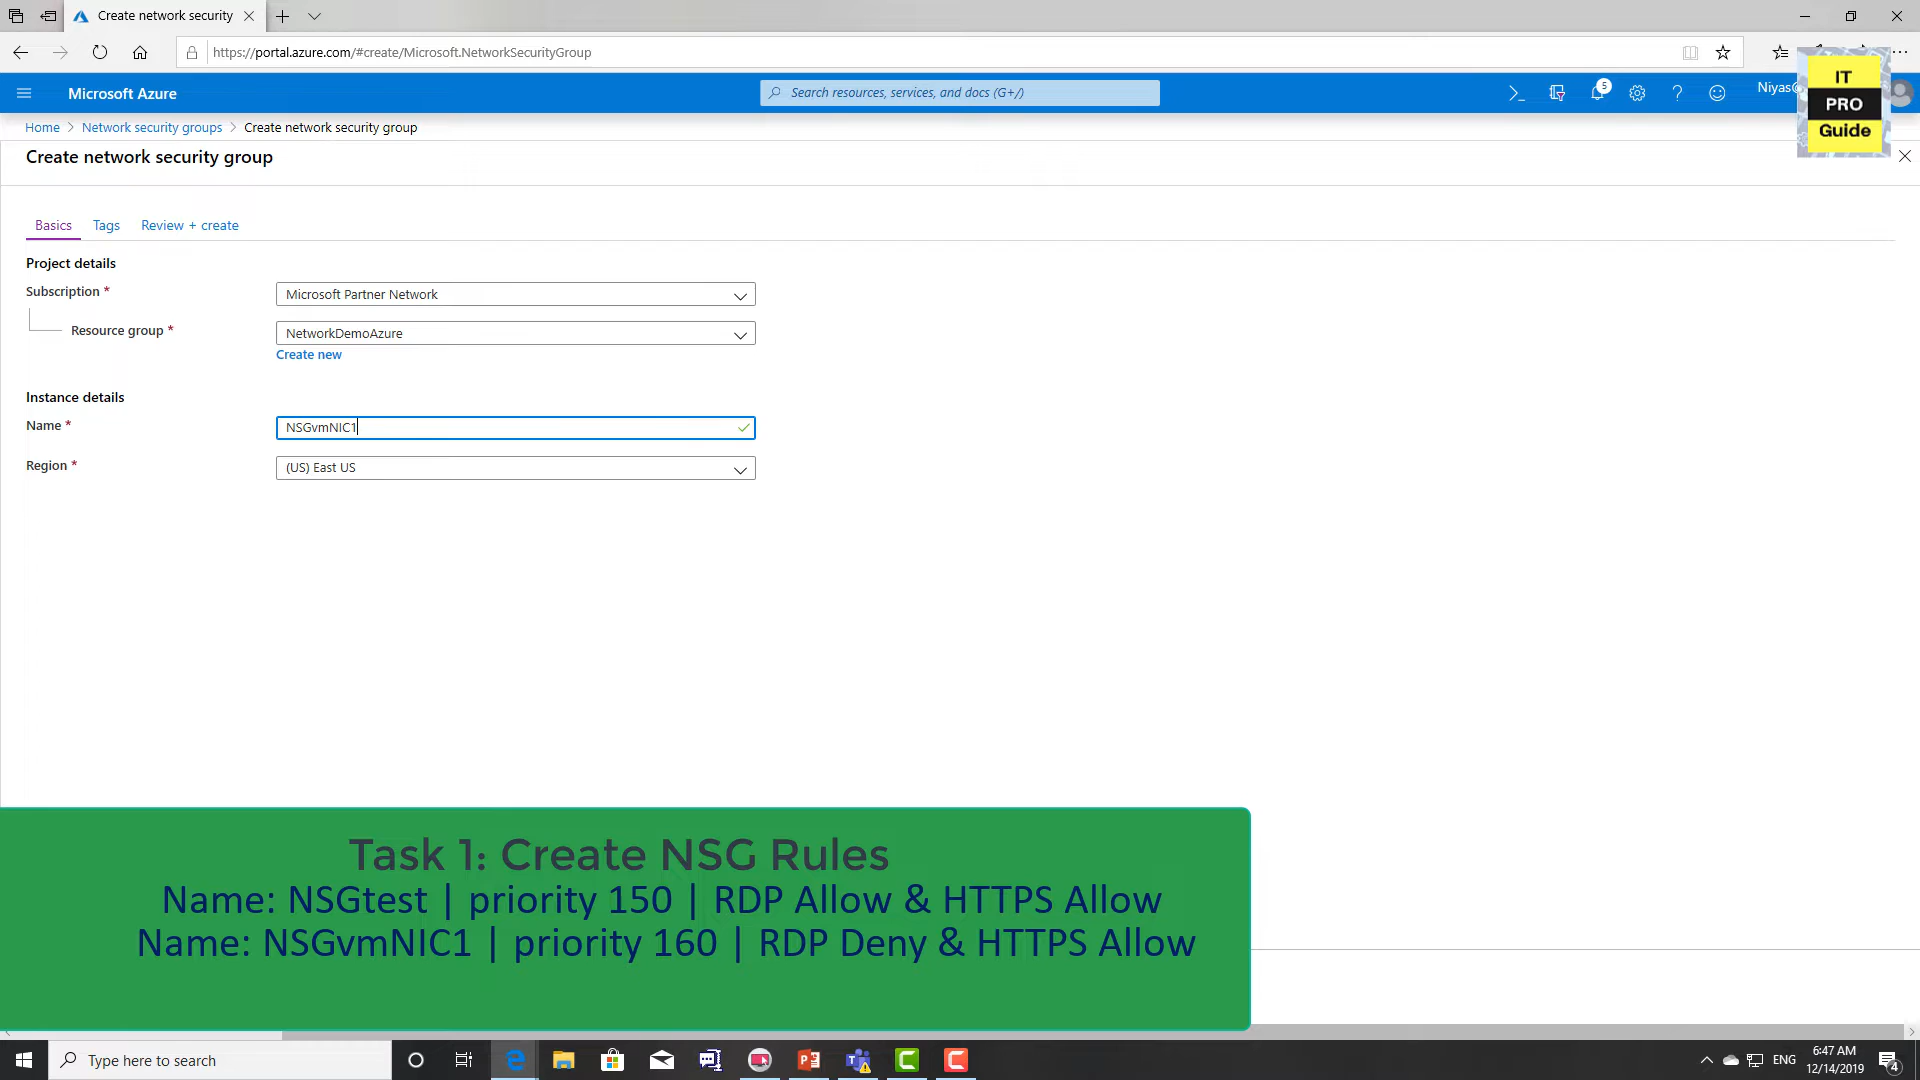 Create network security
https://portal.azure.com/#create/Microsoft.NetworkSecurityGroup
Microsoft Azure
Search resources, services, and docs (G+/)
5
Niyas@
IT
PRO
Guide
Home > Network security groups > Create network security group
Create network security group
Basics Tags Review + create
Project details
Subscription *
Microsoft Partner Network
Resource group *
NetworkDemoAzure
Create new
Instance details
Name *
NSGvmNIC1
Region *
(US) East US
Task 1: Create NSG Rules
Name: NSGtest | priority 150 | RDP Allow & HTTPS Allow
Name: NSGvmNIC1 | priority 160 | RDP Deny & HTTPS Allow
Type here to search
ENG
6:47 AM
12/14/2019
4